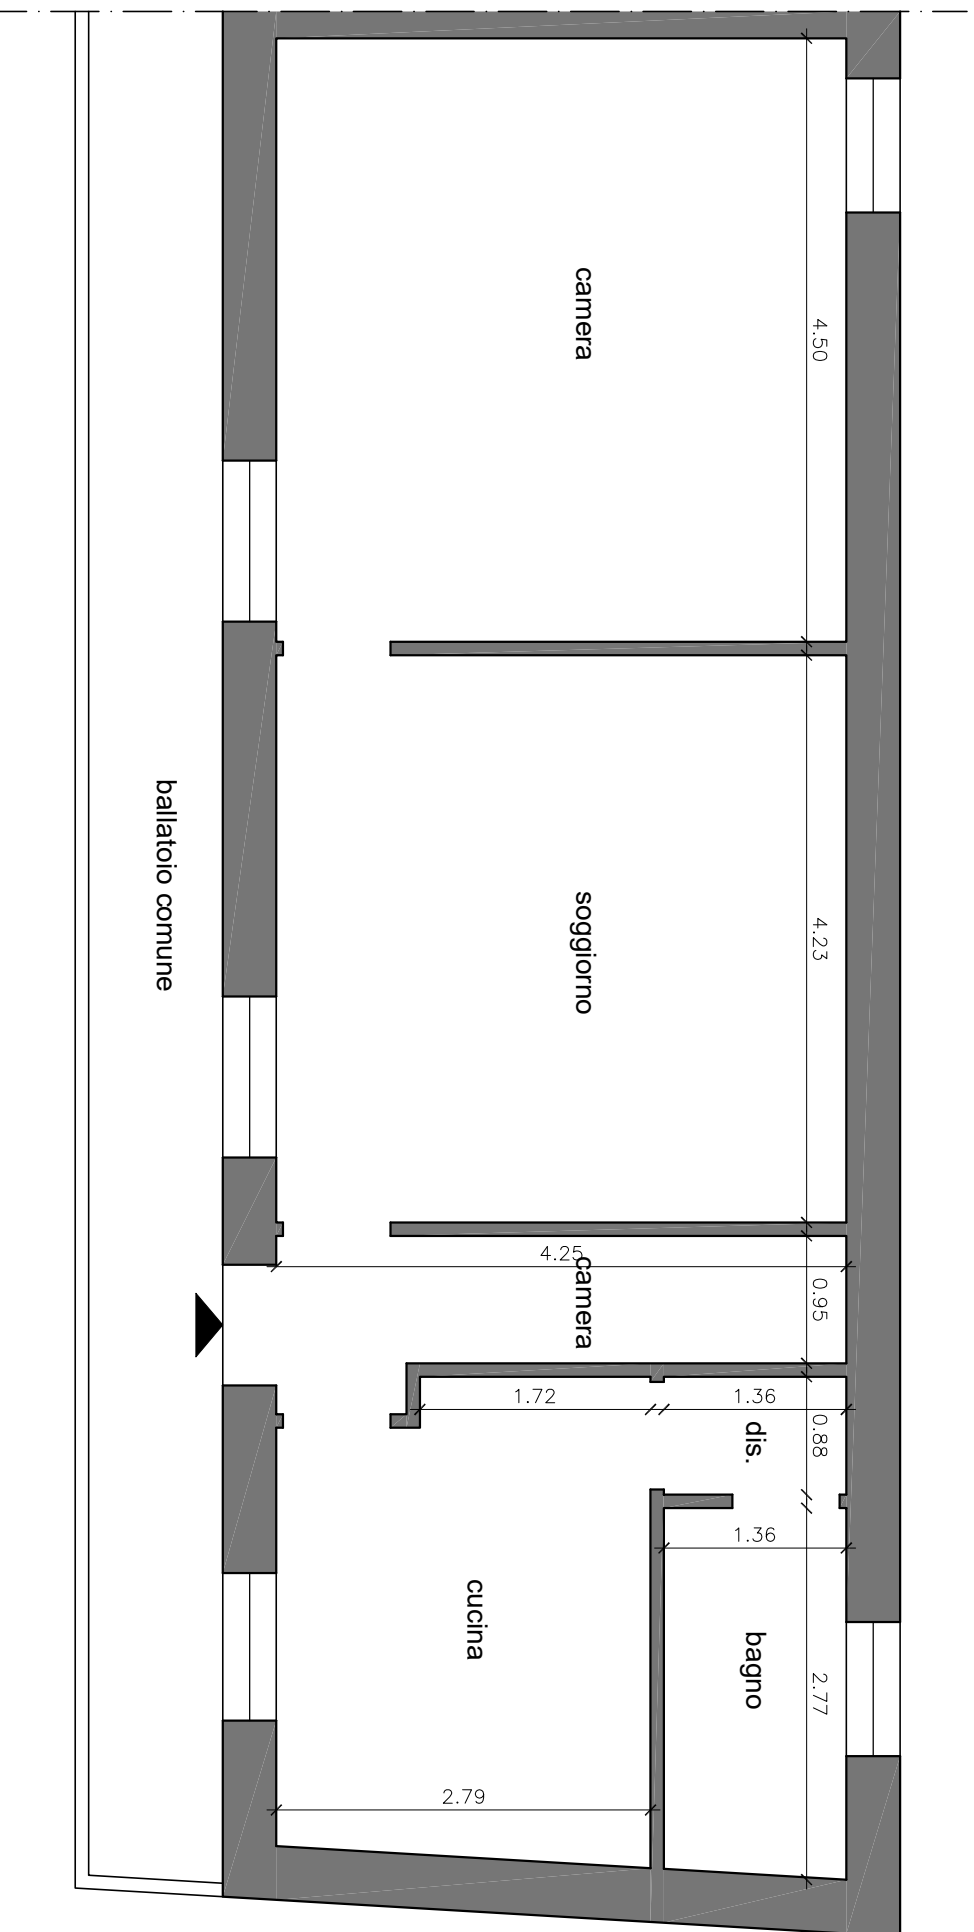 camera
4.50
ballatoio comune
soggiorno
4.23
4.25
camera
0.95
1.72
1.36
dis.
0.88
1.36
cucina
bagno
2.77
2.79